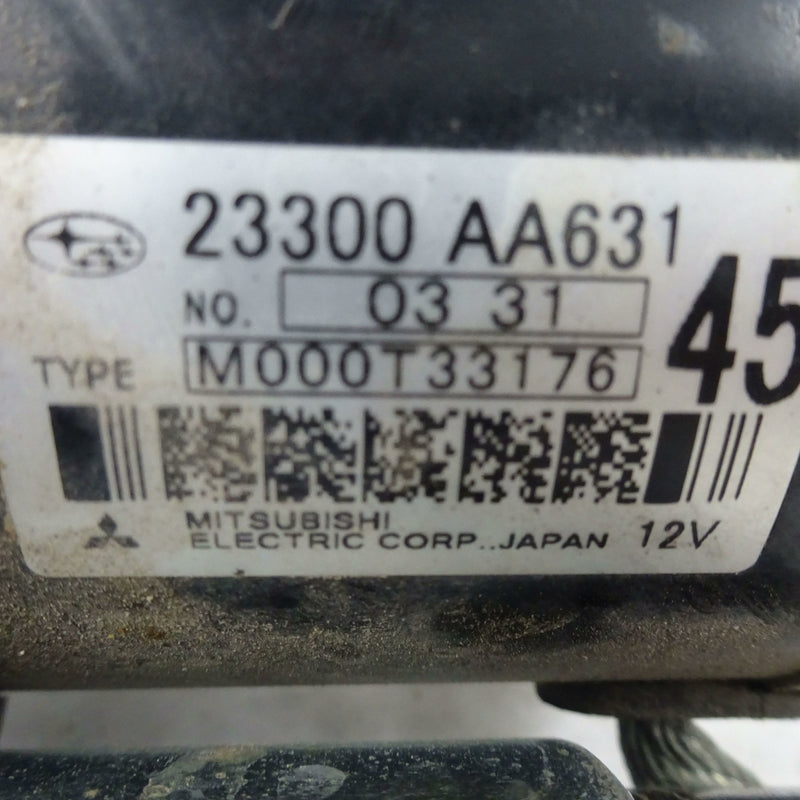 23300 AA631
NO. 03 31
45
TYPE M000T33176
MITSUBISHI
ELECTRIC CORP., JAPAN 12V